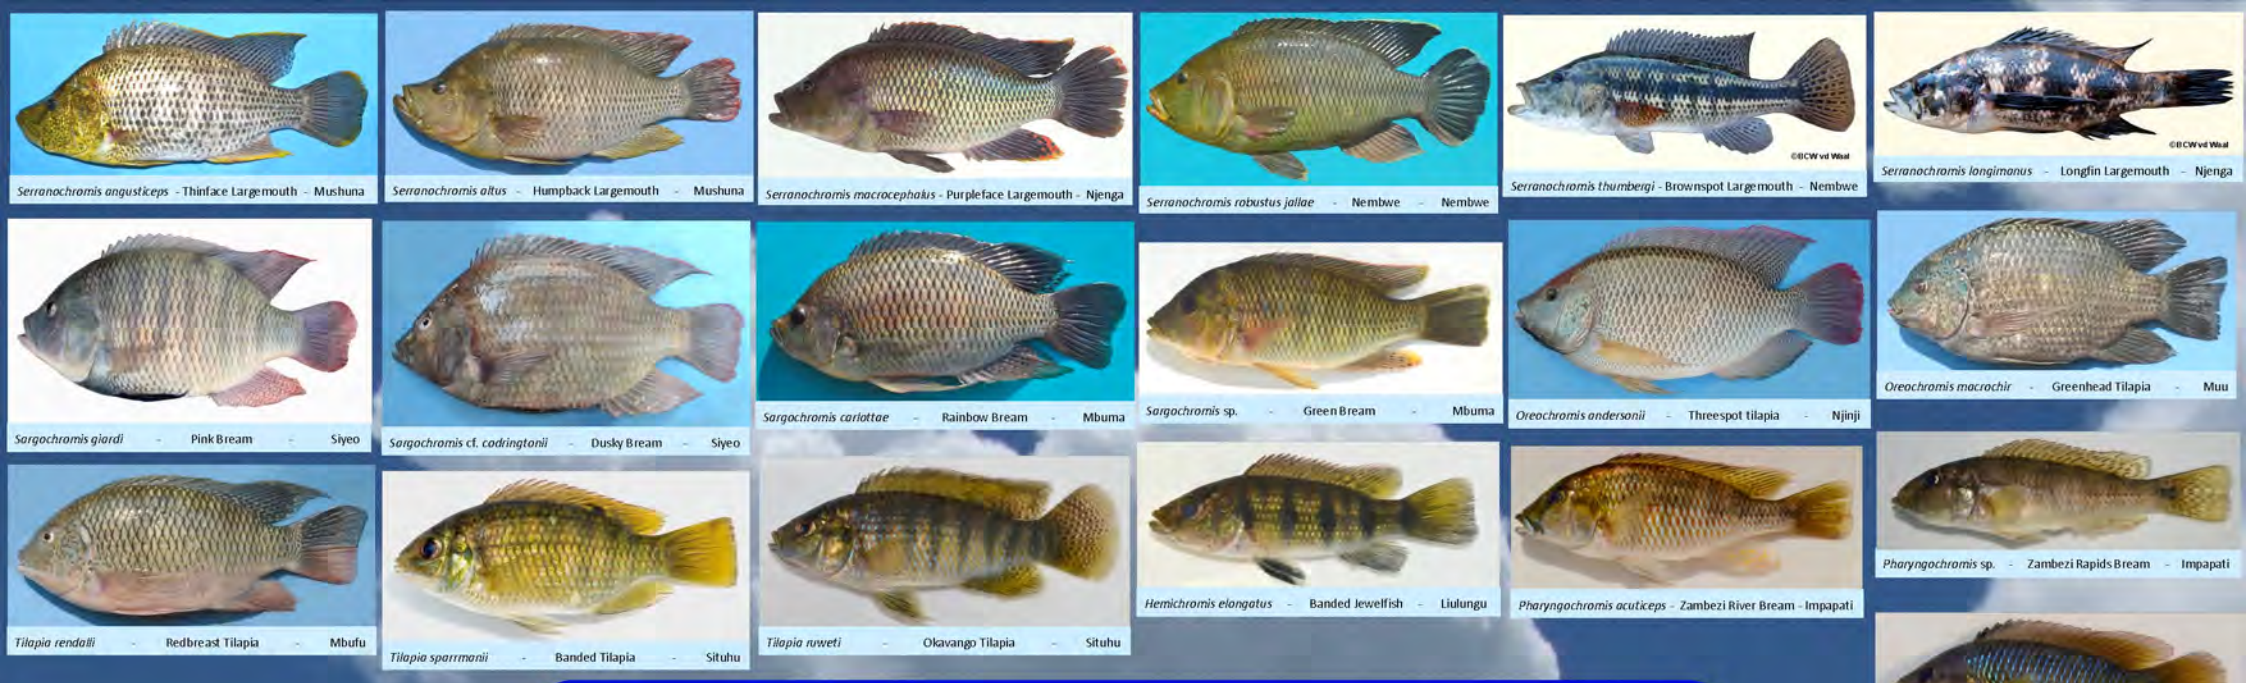 Serranochromis angusticeps - Thinface Largemouth - Mushuna
Serranochromis altus - Humpback Largemouth - Mushuna
Serranochromis macrocephalus - Purpleface Largemouth - Njenga
Serranochromis robustus jallae - Nembwe - Nembwe
©BCW vd Waal
Serranochromis thumbergi - Brownspot Largemouth - Nembwe
©BCW vd Waal
Serranochromis longimanus - Longfin Largemouth - Njenga
Sargochromis giardi - Pink Bream - Siyeo
Sargochromis cf. codringtonii - Dusky Bream - Siyeo
Sargochromis carlottae - Rainbow Bream - Mbuma
Sargochromis sp. - Green Bream - Mbuma
Oreochromis andersonii - Threespot tilapia - Njinji
Oreochromis macrochir - Greenhead Tilapia - Muu
Tilapia rendalli - Redbreast Tilapia - Mbufu
Tilapia sparrmanii - Banded Tilapia - Situhu
Tilapia ruweti - Okavango Tilapia - Situhu
Hemichromis elongatus - Banded Jewelfish - Liulungu
Pharyngochromis acuticeps - Zambezi River Bream - Impapati
Pharyngochromis sp. - Zambezi Rapids Bream - Impapati